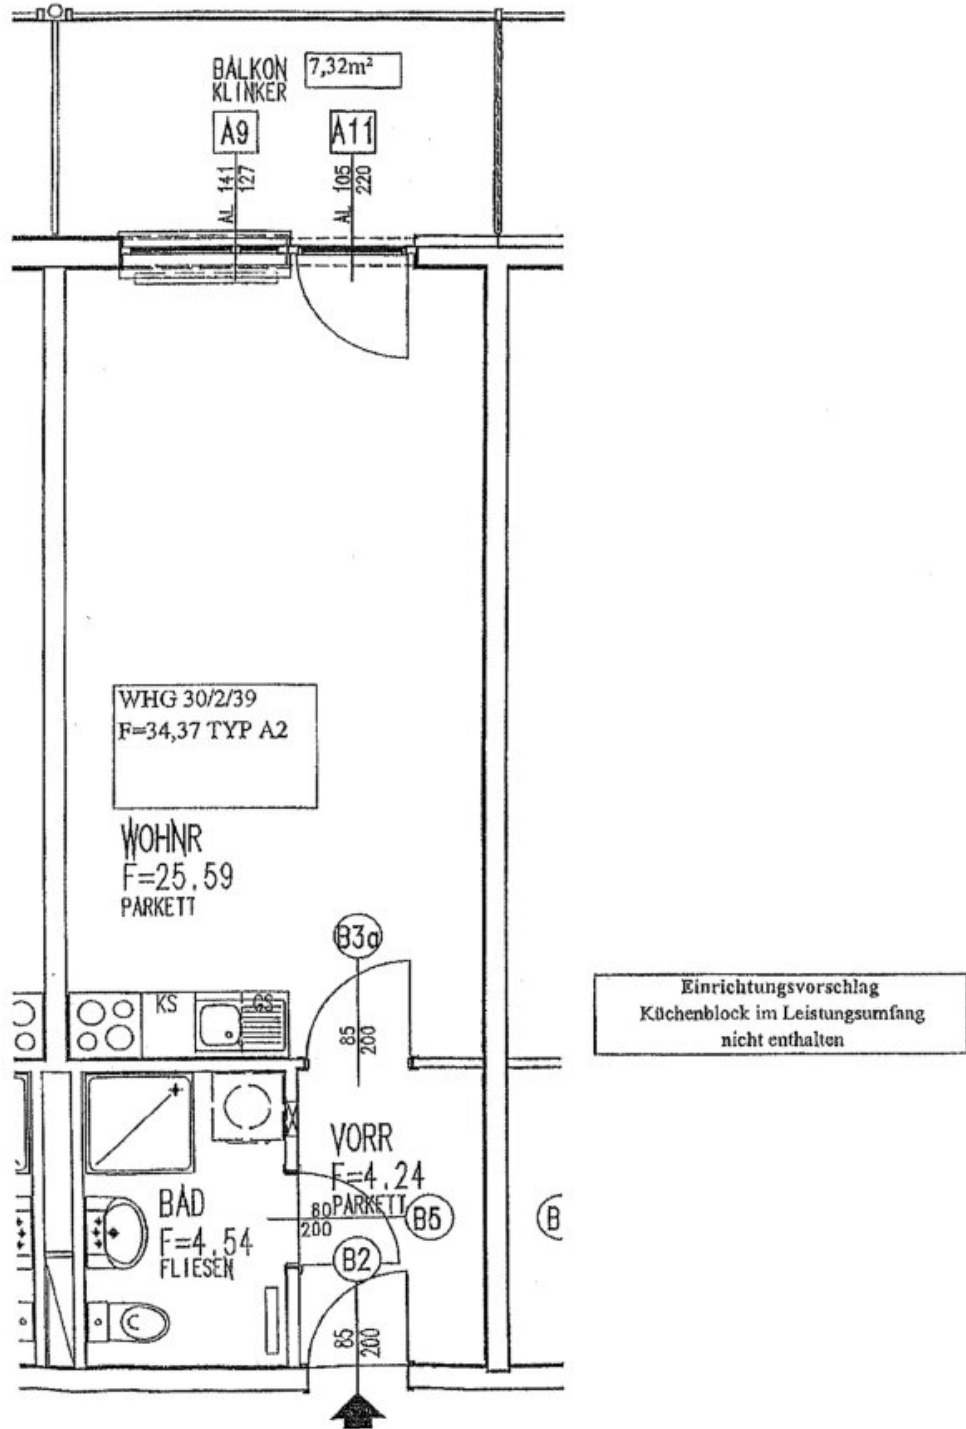 BALKON 7,32m²
KLINKER
A9 A11
AL 141
127
AL 105
220
WHG 30/2/39
F=34,37 TYP A2
WOHNR
F=25.59
PARKETT
B3a
85
200
KS GS
Einrichtungsvorschlag
Küchenblock im Leistungsumfang
nicht enthalten
VORR
F=4.24
PARKETT
80
200
B5
B
BAD
F=4.54
FLIESEN
B2
85
200